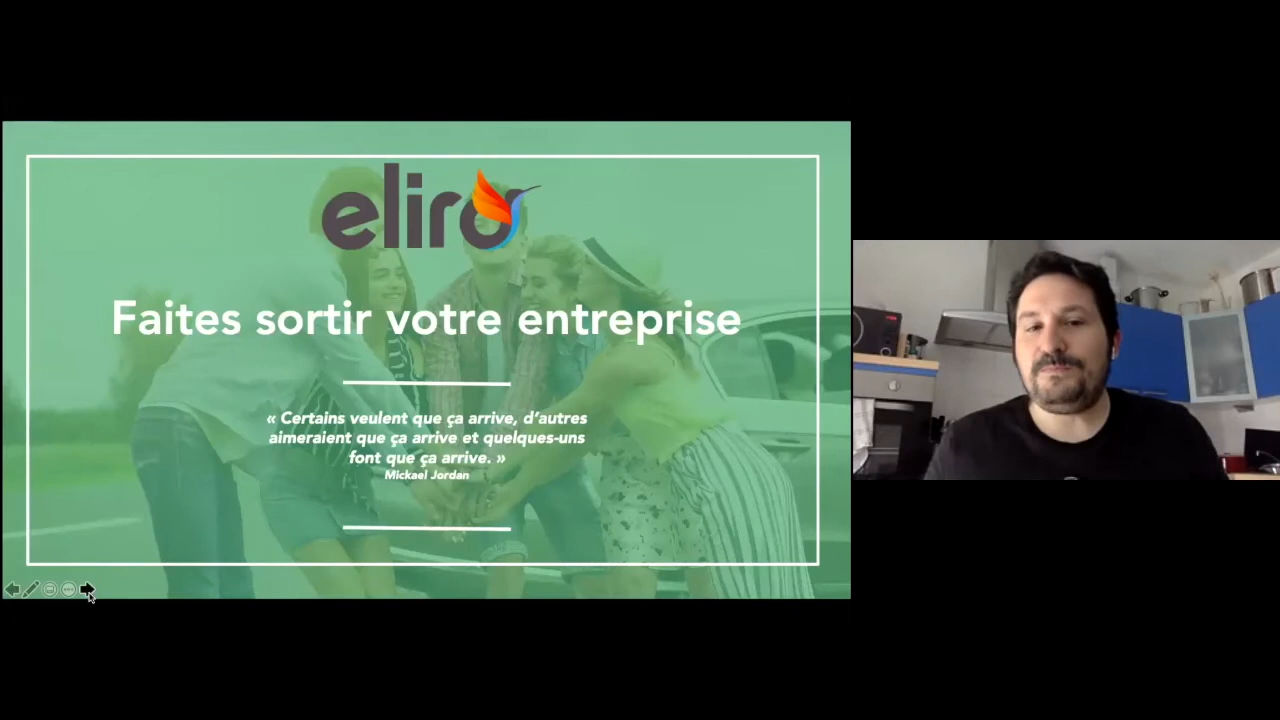 eliro
Faites sortir votre entreprise
« Certains veulent que ça arrive, d’autres
aimeraient que ça arrive et quelques-uns
font que ça arrive. »
Mickael Jordan